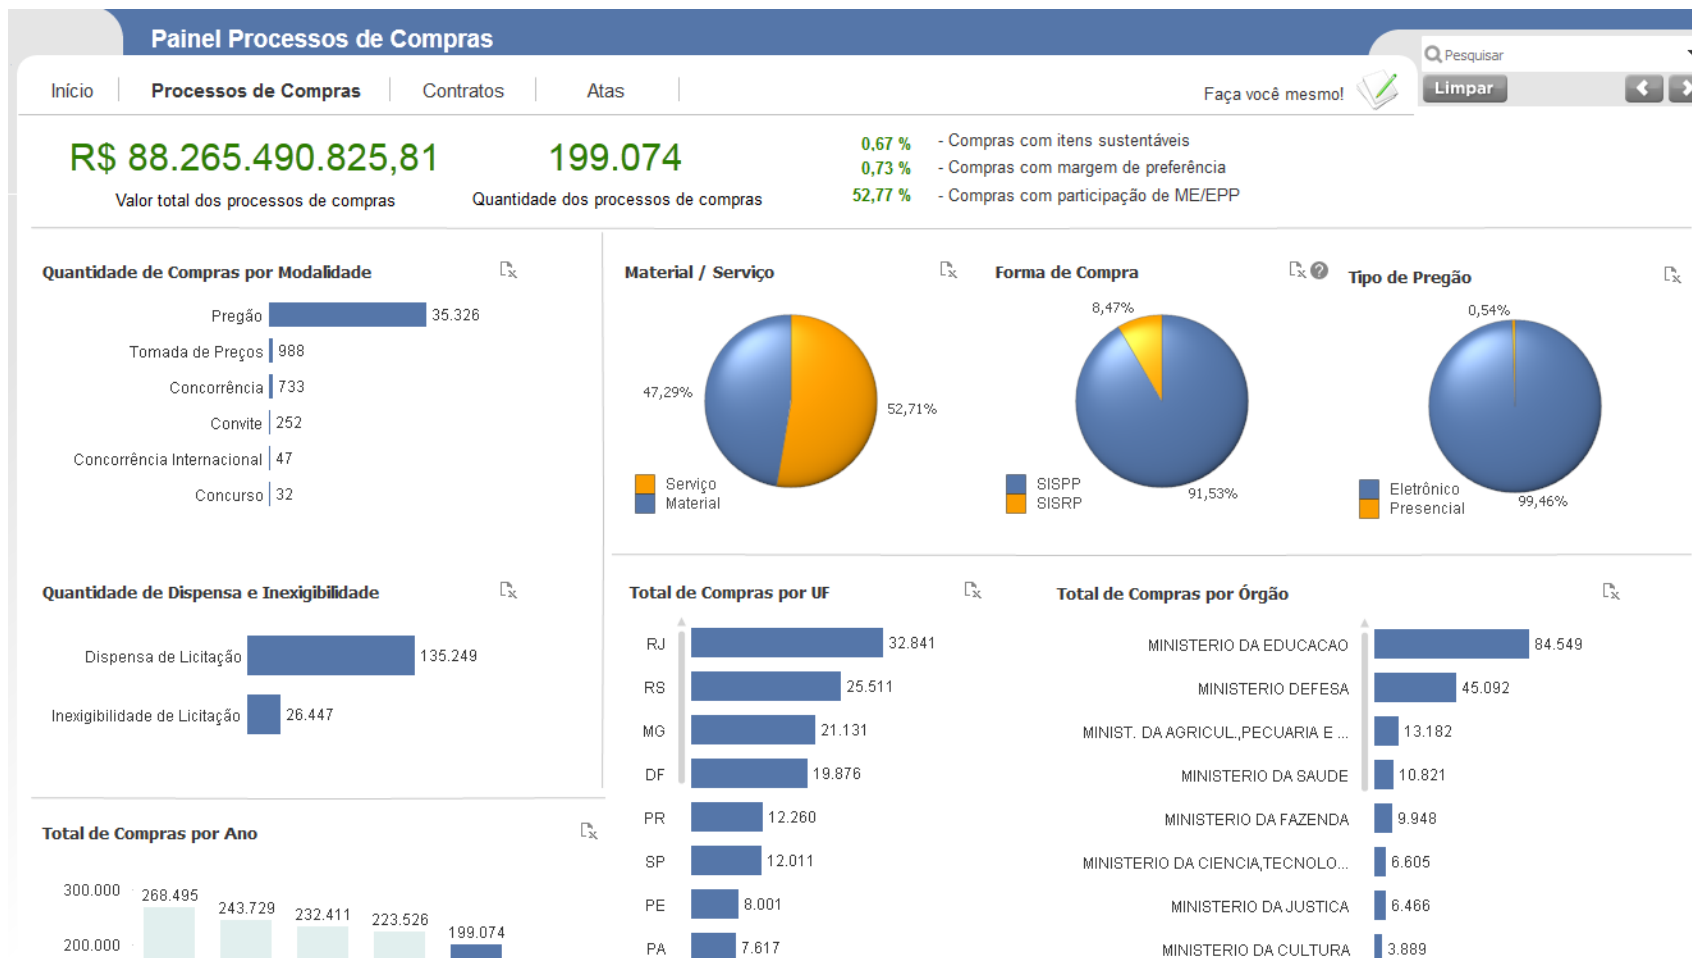 Painel Processos de Compras
Pesquisar
Início
Processos de Compras
Contratos
Atas
Faça você mesmo!
Limpar
R$ 88.265.490.825,81
Valor total dos processos de compras
199.074
Quantidade dos processos de compras
0,67 % - Compras com itens sustentáveis
0,73 % - Compras com margem de preferência
52,77 % - Compras com participação de ME/EPP
Quantidade de Compras por Modalidade
Pregão 35.326
Tomada de Preços 988
Concorrência 733
Convite 252
Concorrência Internacional 47
Concurso 32
Material / Serviço
47,29%
52,71%
Serviço
Material
Forma de Compra
?
8,47%
91,53%
SISPP
SISRP
Tipo de Pregão
0,54%
99,46%
Eletrônico
Presencial
Quantidade de Dispensa e Inexigibilidade
Dispensa de Licitação 135.249
Inexigibilidade de Licitação 26.447
Total de Compras por UF
RJ 32.841
RS 25.511
MG 21.131
DF 19.876
PR 12.260
SP 12.011
PE 8.001
PA 7.617
Total de Compras por Órgão
MINISTERIO DA EDUCACAO 84.549
MINISTERIO DEFESA 45.092
MINIST. DA AGRICUL.,PECUARIA E ... 13.182
MINISTERIO DA SAUDE 10.821
MINISTERIO DA FAZENDA 9.948
MINISTERIO DA CIENCIA,TECNOLO... 6.605
MINISTERIO DA JUSTICA 6.466
MINISTERIO DA CULTURA 3.889
Total de Compras por Ano
300.000
200.000
268.495
243.729
232.411
223.526
199.074